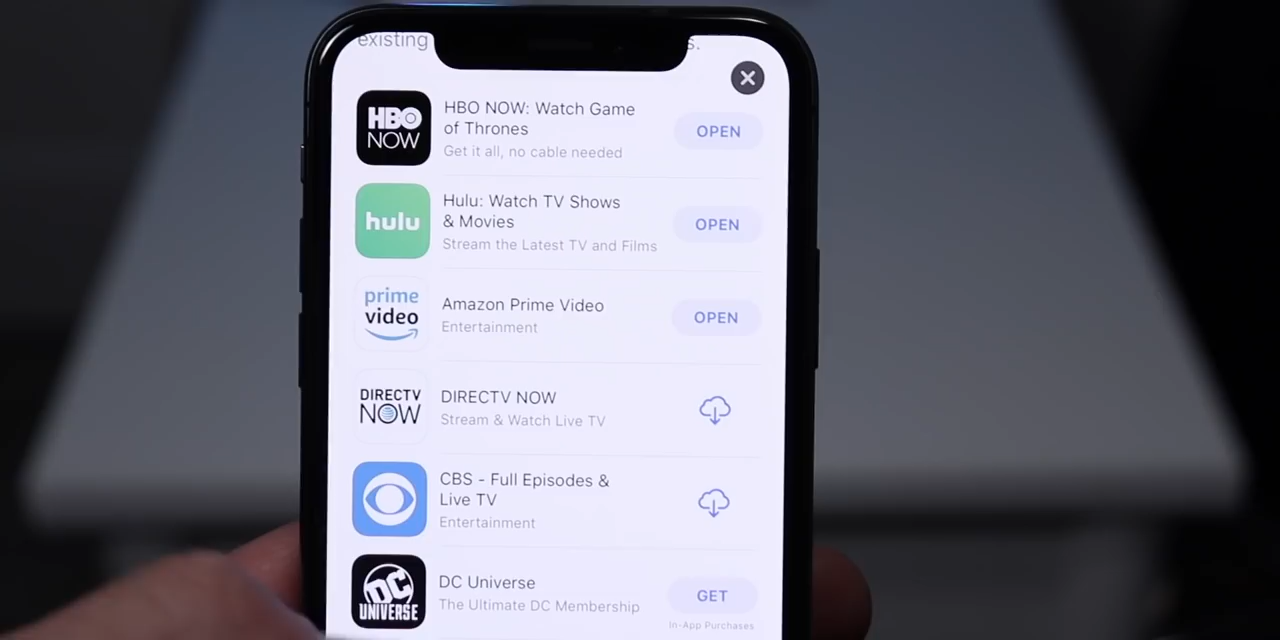 existing
s.
HBO
NOW
HBO NOW: Watch Game
of Thrones
Get it all, no cable needed
OPEN
hulu
Hulu: Watch TV Shows
& Movies
Stream the Latest TV and Films
OPEN
prime
video
Amazon Prime Video
Entertainment
OPEN
DIRECTV
NOW
DIRECTV NOW
Stream & Watch Live TV
CBS - Full Episodes &
Live TV
Entertainment
DC
UNIVERSE
DC Universe
The Ultimate DC Membership
GET
In-App Purchases